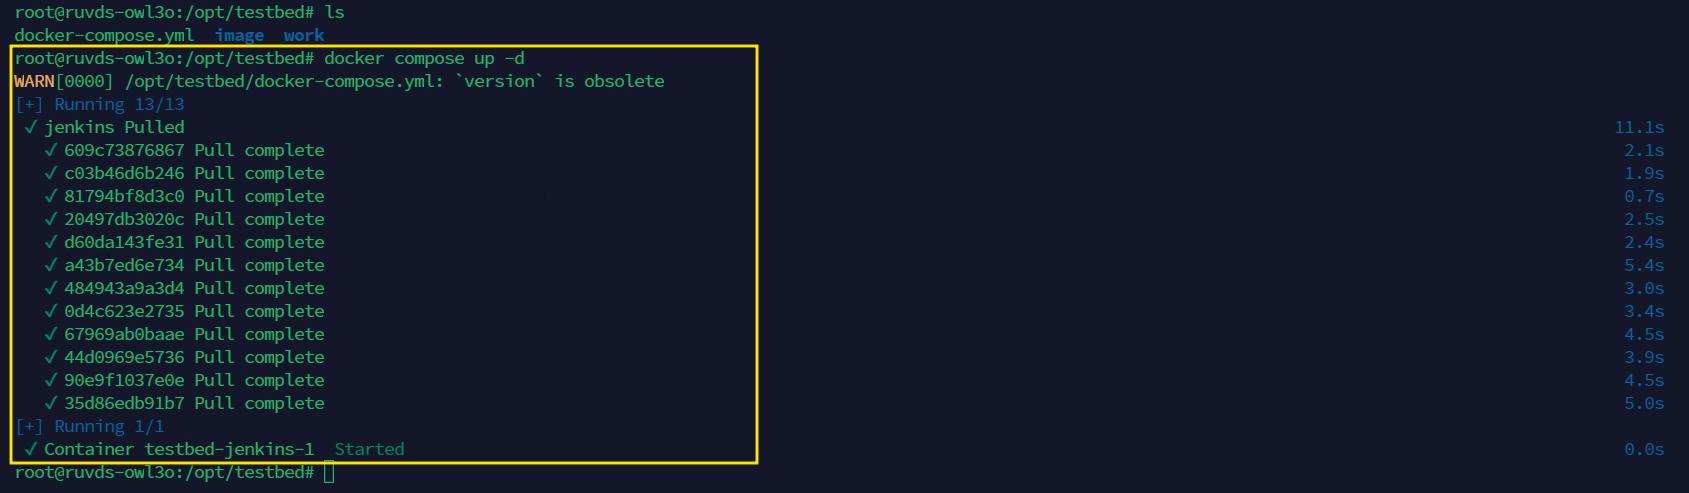 root@ruvds-owl3o:/opt/testbed# ls
docker-compose.yml  image  work
root@ruvds-owl3o:/opt/testbed# docker compose up -d
WARN[0000] /opt/testbed/docker-compose.yml: `version` is obsolete
[+] Running 13/13
✓ jenkins Pulled 11.1s
✓ 609c73876867 Pull complete 2.1s
✓ c03b46d6b246 Pull complete 1.9s
✓ 81794bf8d3c0 Pull complete 0.7s
✓ 20497db3020c Pull complete 2.5s
✓ d60da143fe31 Pull complete 2.4s
✓ a43b7ed6e734 Pull complete 5.4s
✓ 484943a9a3d4 Pull complete 3.0s
✓ 0d4c623e2735 Pull complete 3.4s
✓ 67969ab0baae Pull complete 4.5s
✓ 44d0969e5736 Pull complete 3.9s
✓ 90e9f1037e0e Pull complete 4.5s
✓ 35d86edb91b7 Pull complete 5.0s
[+] Running 1/1
✓ Container testbed-jenkins-1  Started 0.0s
root@ruvds-owl3o:/opt/testbed#